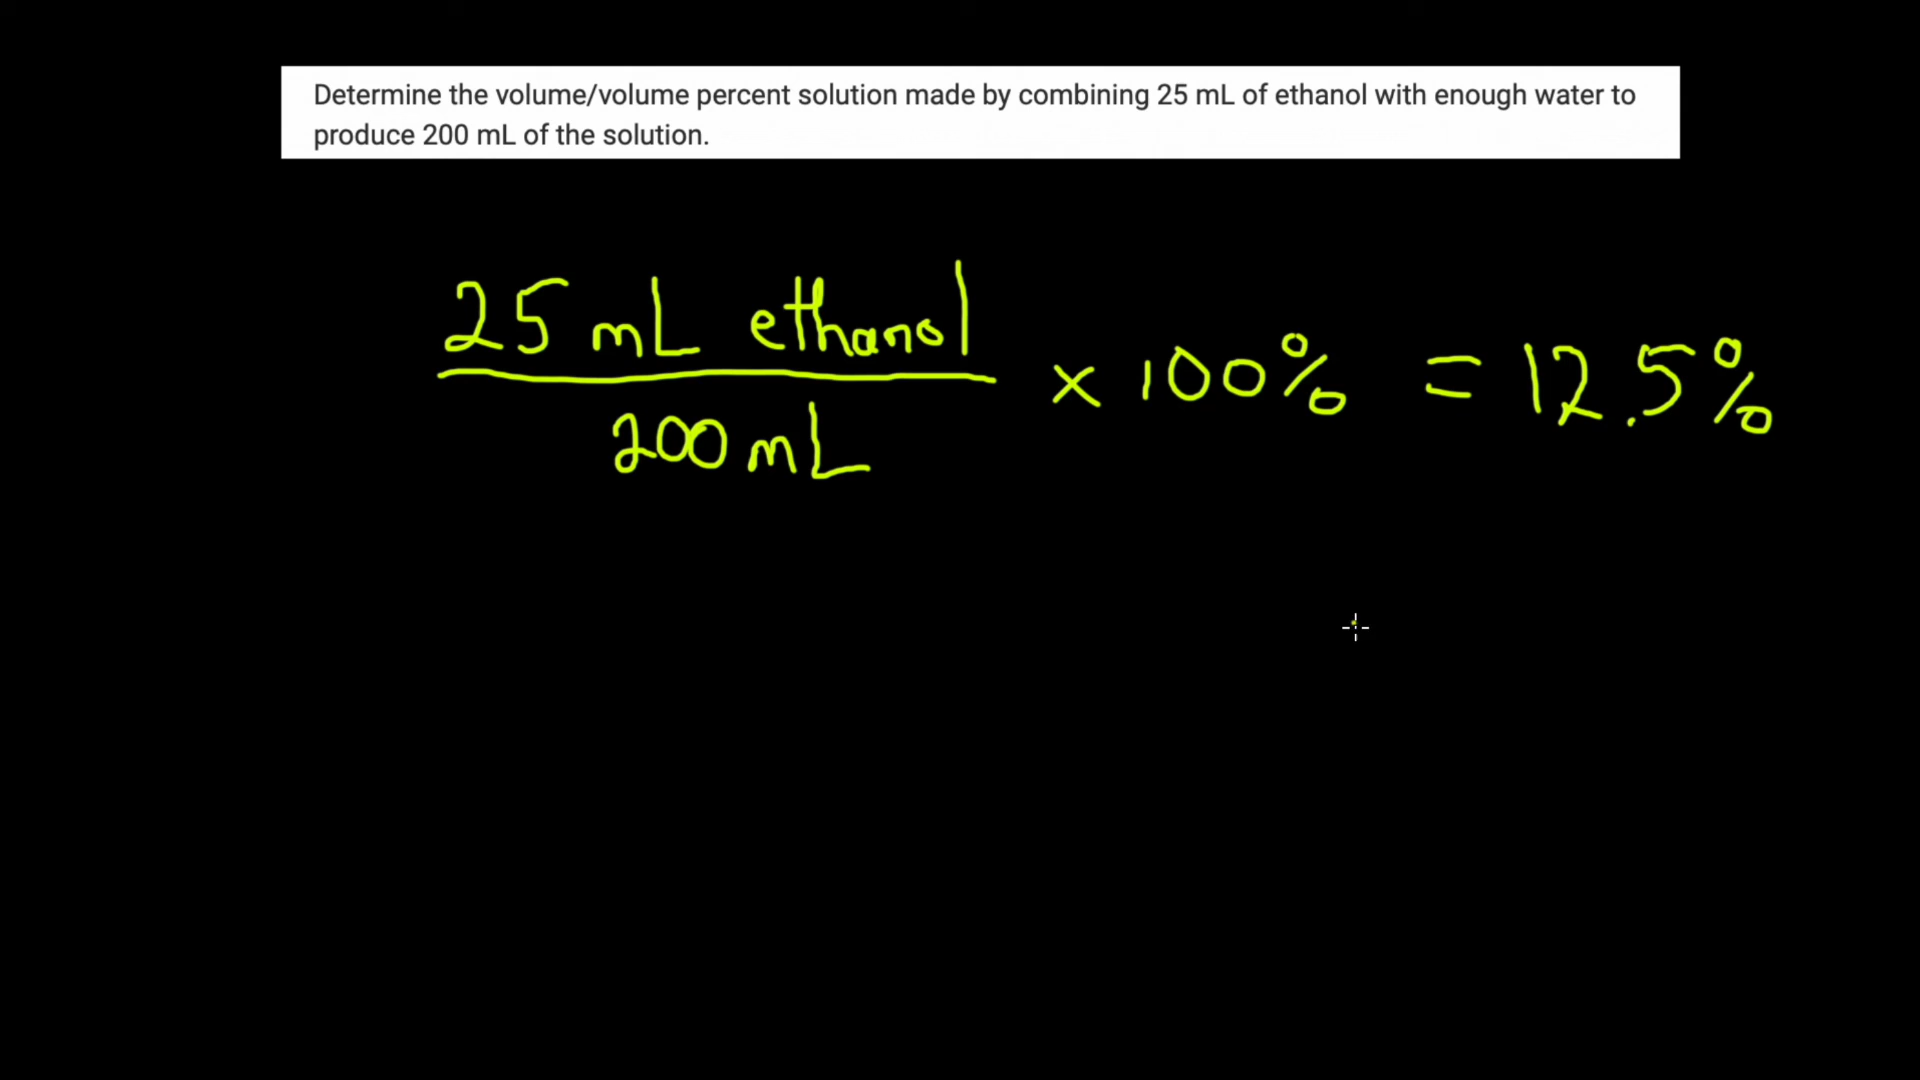 Determine the volume/volume percent solution made by combining 25 mL of ethanol with enough water to
produce 200 mL of the solution.
25 mL ethanol
200 mL
x 100% = 12.5%